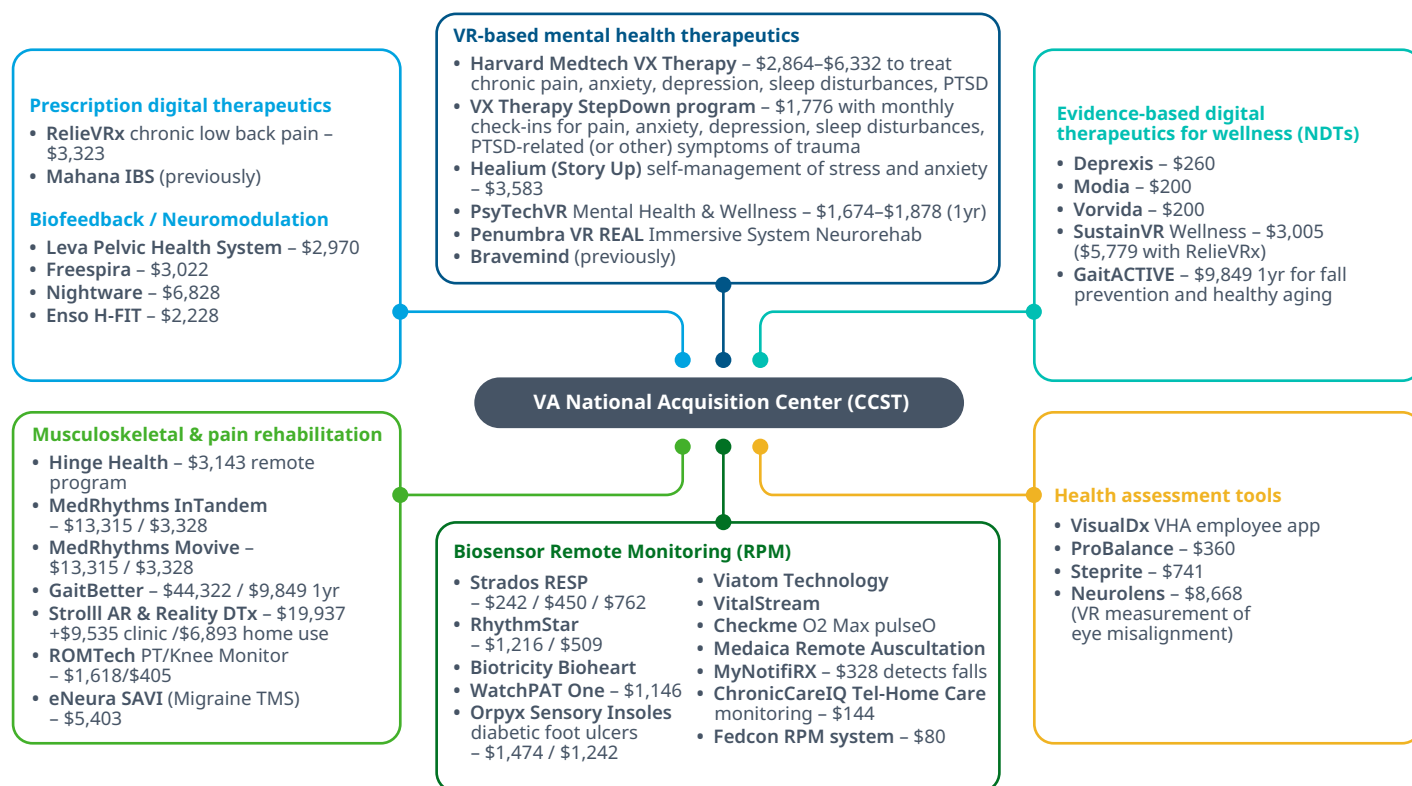 Prescription digital therapeutics
• RelieVRx chronic low back pain –
$3,323
• Mahana IBS (previously)
Biofeedback / Neuromodulation
• Leva Pelvic Health System – $2,970
• Freespira – $3,022
• Nightware – $6,828
• Enso H-FIT – $2,228
VR-based mental health therapeutics
• Harvard Medtech VX Therapy – $2,864–$6,332 to treat
chronic pain, anxiety, depression, sleep disturbances, PTSD
• VX Therapy StepDown program – $1,776 with monthly
check-ins for pain, anxiety, depression, sleep disturbances,
PTSD-related (or other) symptoms of trauma
• Healium (Story Up) self-management of stress and anxiety
– $3,583
• PsyTechVR Mental Health & Wellness – $1,674–$1,878 (1yr)
• Penumbra VR REAL Immersive System Neurorehab
• Bravemind (previously)
Evidence-based digital
therapeutics for wellness (NDTs)
• Deprexis – $260
• Modia – $200
• Vorvida – $200
• SustainVR Wellness – $3,005
($5,779 with RelieVRx)
• GaitACTIVE – $9,849 1yr for fall
prevention and healthy aging
VA National Acquisition Center (CCST)
Musculoskeletal & pain rehabilitation
• Hinge Health – $3,143 remote
program
• MedRhythms InTandem
– $13,315 / $3,328
• MedRhythms Movive –
$13,315 / $3,328
• GaitBetter – $44,322 / $9,849 1yr
• Strolll AR & Reality DTx – $19,937
+$9,535 clinic /$6,893 home use
• ROMTech PT/Knee Monitor
– $1,618/$405
• eNeura SAVI (Migraine TMS)
– $5,403
Biosensor Remote Monitoring (RPM)
• Strados RESP
– $242 / $450 / $762
• RhythmStar
– $1,216 / $509
• Biotricity Bioheart
• WatchPAT One – $1,146
• Orpyx Sensory Insoles
diabetic foot ulcers
– $1,474 / $1,242
• Viatom Technology
• VitalStream
• Checkme O2 Max pulseO
• Medaica Remote Auscultation
• MyNotifiRX – $328 detects falls
• ChronicCareIQ Tel-Home Care
monitoring – $144
• Fedcon RPM system – $80
Health assessment tools
• VisualDx VHA employee app
• ProBalance – $360
• Steprite – $741
• Neurolens – $8,668
(VR measurement of
eye misalignment)